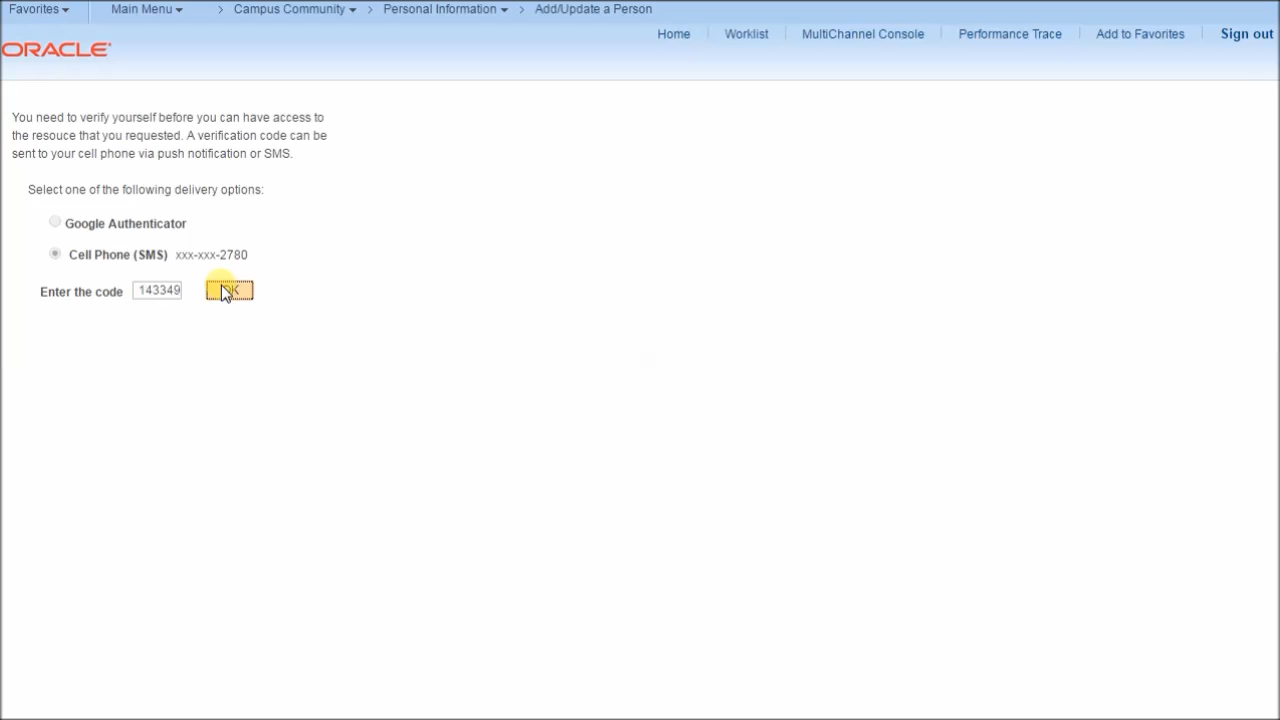 Favorites Main Menu > Campus Community > Personal Information > Add/Update a Person
ORACLE
Home Worklist MultiChannel Console Performance Trace Add to Favorites Sign out
You need to verify yourself before you can have access to
the resouce that you requested. A verification code can be
sent to your cell phone via push notification or SMS.
Select one of the following delivery options:
Google Authenticator
Cell Phone (SMS) xxx-xxx-2780
Enter the code 143349 OK